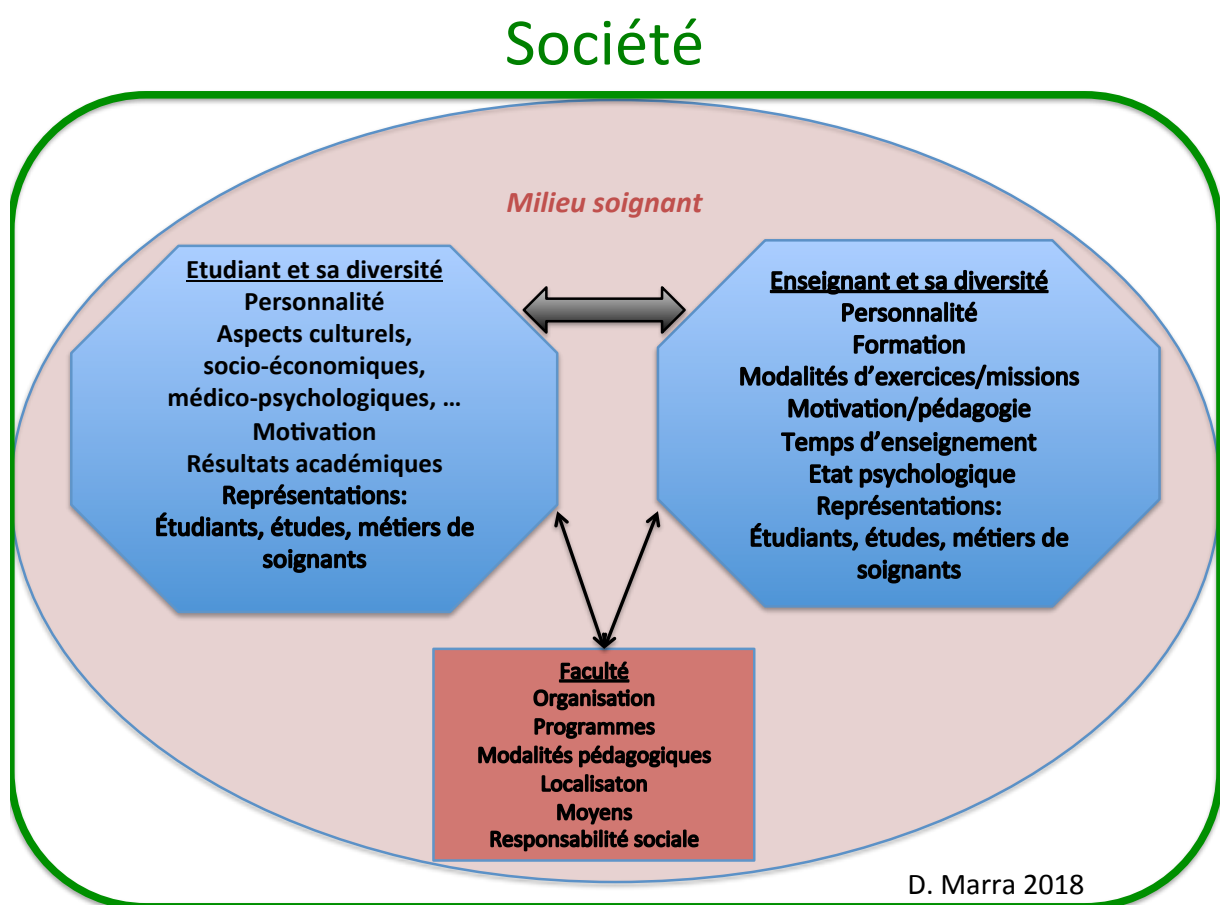 Société
Milieu soignant
Etudiant et sa diversité
Personnalité
Aspects culturels,
socio-économiques,
médico-psychologiques, ...
Motivation
Résultats académiques
Représentations:
Étudiants, études, métiers de
soignants
Enseignant et sa diversité
Personnalité
Formation
Modalités d’exercices/missions
Motivation/pédagogie
Temps d’enseignement
Etat psychologique
Représentations:
Étudiants, études, métiers de
soignants
Faculté
Organisation
Programmes
Modalités pédagogiques
Localisaton
Moyens
Responsabilité sociale
D. Marra 2018